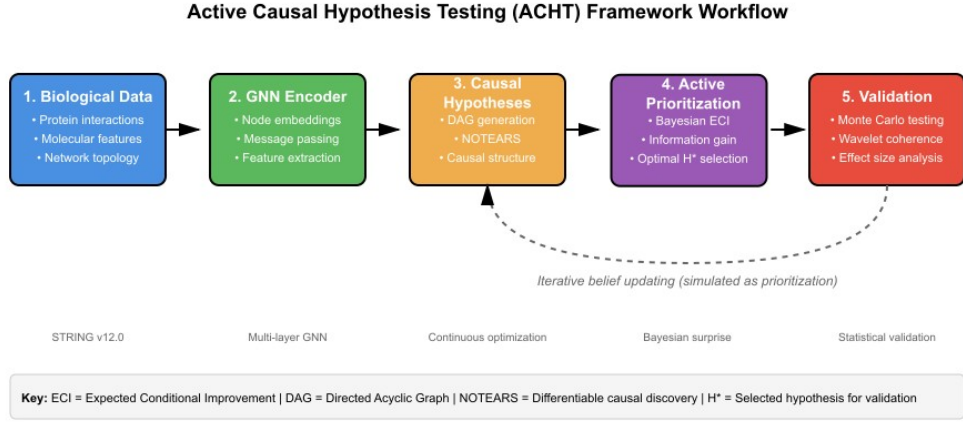 Active Causal Hypothesis Testing (ACHT) Framework Workflow
1. Biological Data
• Protein interactions
• Molecular features
• Network topology
2. GNN Encoder
• Node embeddings
• Message passing
• Feature extraction
3. Causal
Hypotheses
• DAG generation
• NOTEARS
• Causal structure
4. Active
Prioritization
• Bayesian ECI
• Information gain
• Optimal H* selection
5. Validation
• Monte Carlo testing
• Wavelet coherence
• Effect size analysis
Iterative belief updating (simulated as prioritization)
STRING v12.0
Multi-layer GNN
Continuous optimization
Bayesian surprise
Statistical validation
Key: ECI = Expected Conditional Improvement | DAG = Directed Acyclic Graph | NOTEARS = Differentiable causal discovery | H* = Selected hypothesis for validation